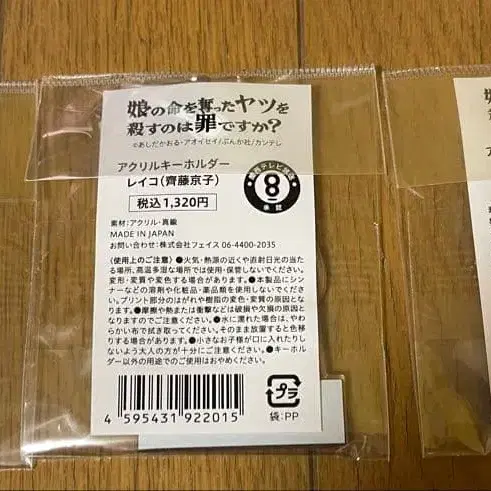 娘の命を奪ったヤツを
殺すのは罪ですか?
©あしだかおる・アオイセイ/ぶんか社/カンテレ
アクリルキーホルダー
レイコ(齊藤京子)
税込1,320円
関西テレビ放送
8
承認
素材:アクリル・真鍮
MADE IN JAPAN
お問い合わせ:株式会社フェイス 06-4400-2035
〈使用上のご注意〉●火気・熱源の近くや直射日光の当た
る場所、高温多湿な場所では使用・保管しないでください。
変形・変質や変色する場合があります。●本製品にシン
ナーなどの溶剤や化粧品・薬品類を使用しないでくださ
い。プリント部分のはがれや樹脂の変色・変質の原因とな
ります。●摩擦や熱または衝撃などは破損や欠損の原因と
なりますのでご注意ください。●水に濡れた場合は、やわ
らかい布で拭き取ってください。そのまま放置すると色移り
する場合があります。●小さなお子様が口に入れたりし
ないよう大人の方が十分にご注意ください。●キーホル
ダー以外の用途でのご使用はおやめください。
4 595431 922015
プラ
袋:PP
娘